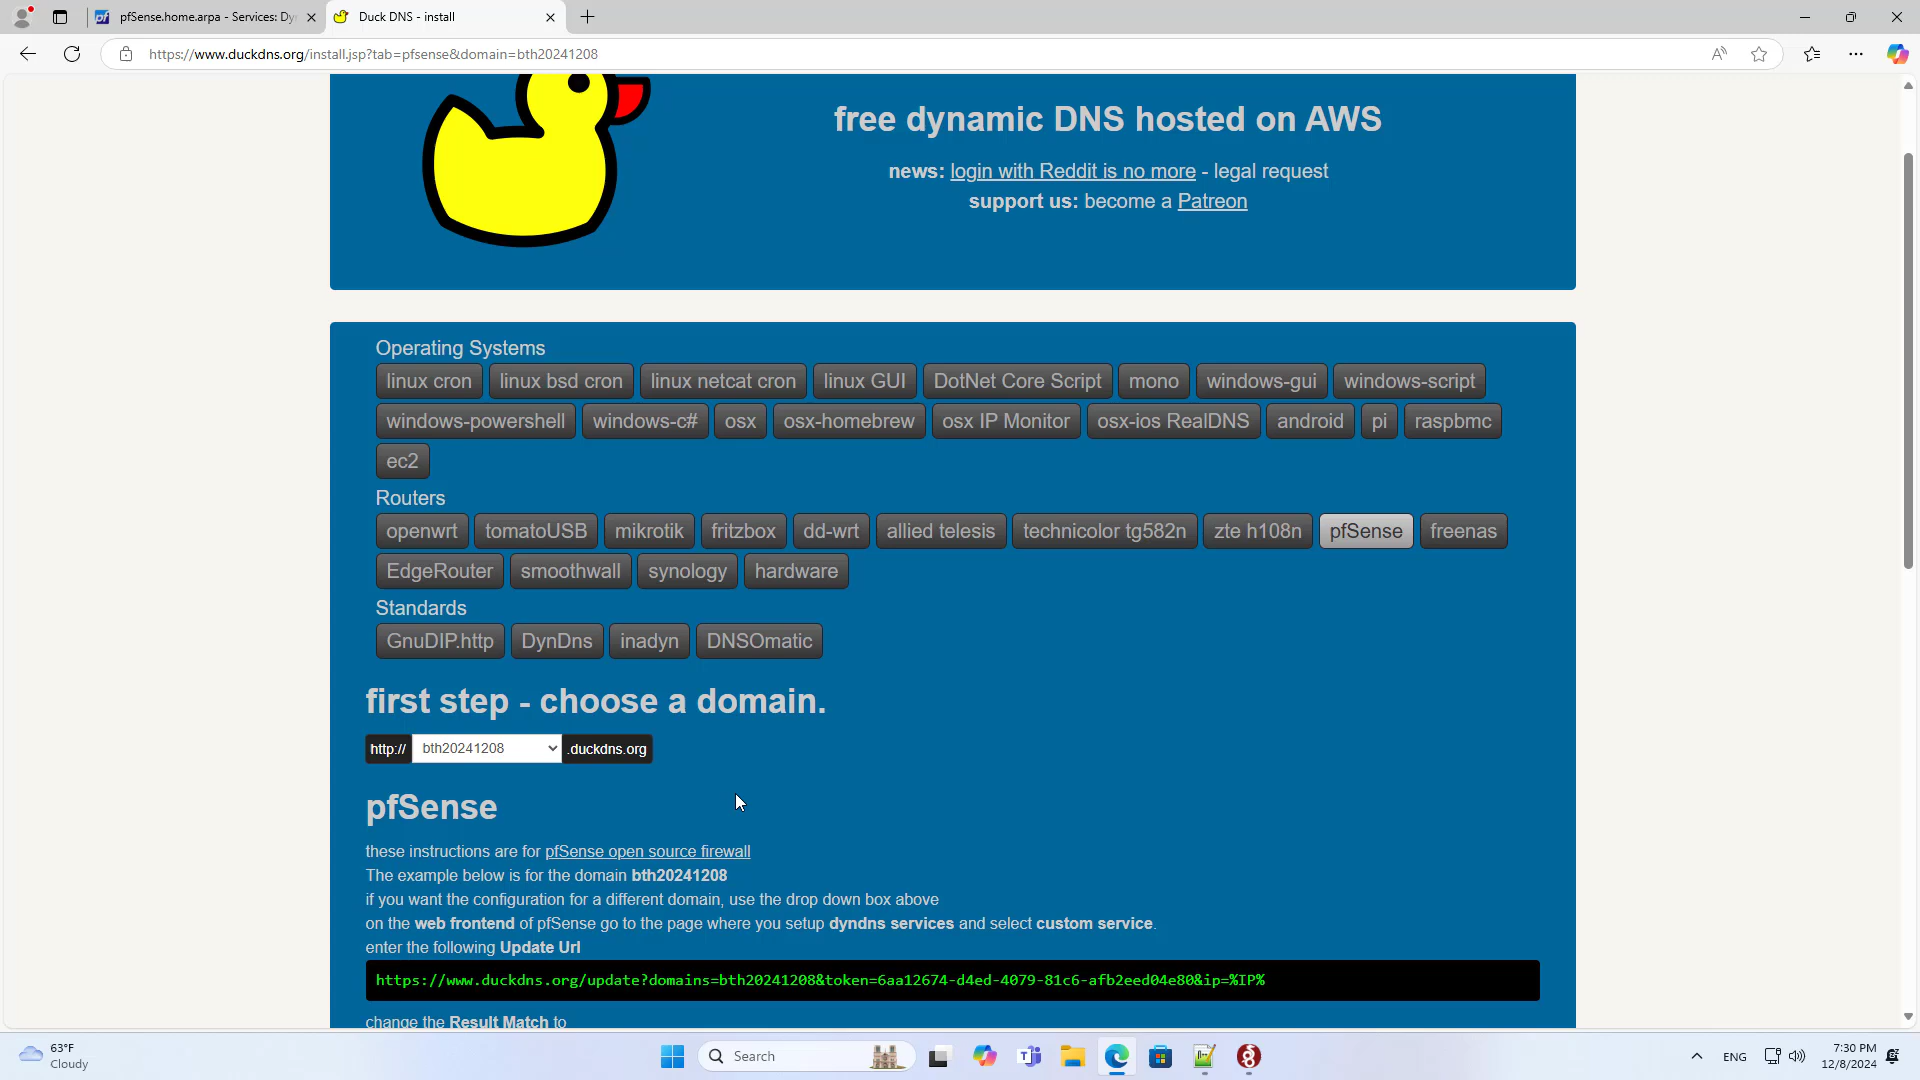 pfSense.home.arpa - Services: Dy
Duck DNS - install
https://www.duckdns.org/install.jsp?tab=pfsense&domain=bth20241208
free dynamic DNS hosted on AWS
news: login with Reddit is no more - legal request
support us: become a Patreon
Operating Systems
linux cron linux bsd cron linux netcat cron linux GUI DotNet Core Script mono windows-gui windows-script
windows-powershell windows-c# osx osx-homebrew osx IP Monitor osx-ios RealDNS android pi raspbmc
ec2
Routers
openwrt tomatoUSB mikrotik fritzbox dd-wrt allied telesis technicolor tg582n zte h108n pfSense freenas
EdgeRouter smoothwall synology hardware
Standards
GnuDIP.http DynDns inadyn DNSOmatic
first step - choose a domain.
http:// bth20241208 .duckdns.org
pfSense
these instructions are for pfSense open source firewall
The example below is for the domain bth20241208
if you want the configuration for a different domain, use the drop down box above
on the web frontend of pfSense go to the page where you setup dyndns services and select custom service.
enter the following Update Url
https://www.duckdns.org/update?domains=bth20241208&token=6aa12674-d4ed-4079-81c6-afb2eed04e80&ip=%IP%
change the Result Match to
63°F
Cloudy
Search
ENG
7:30 PM
12/8/2024